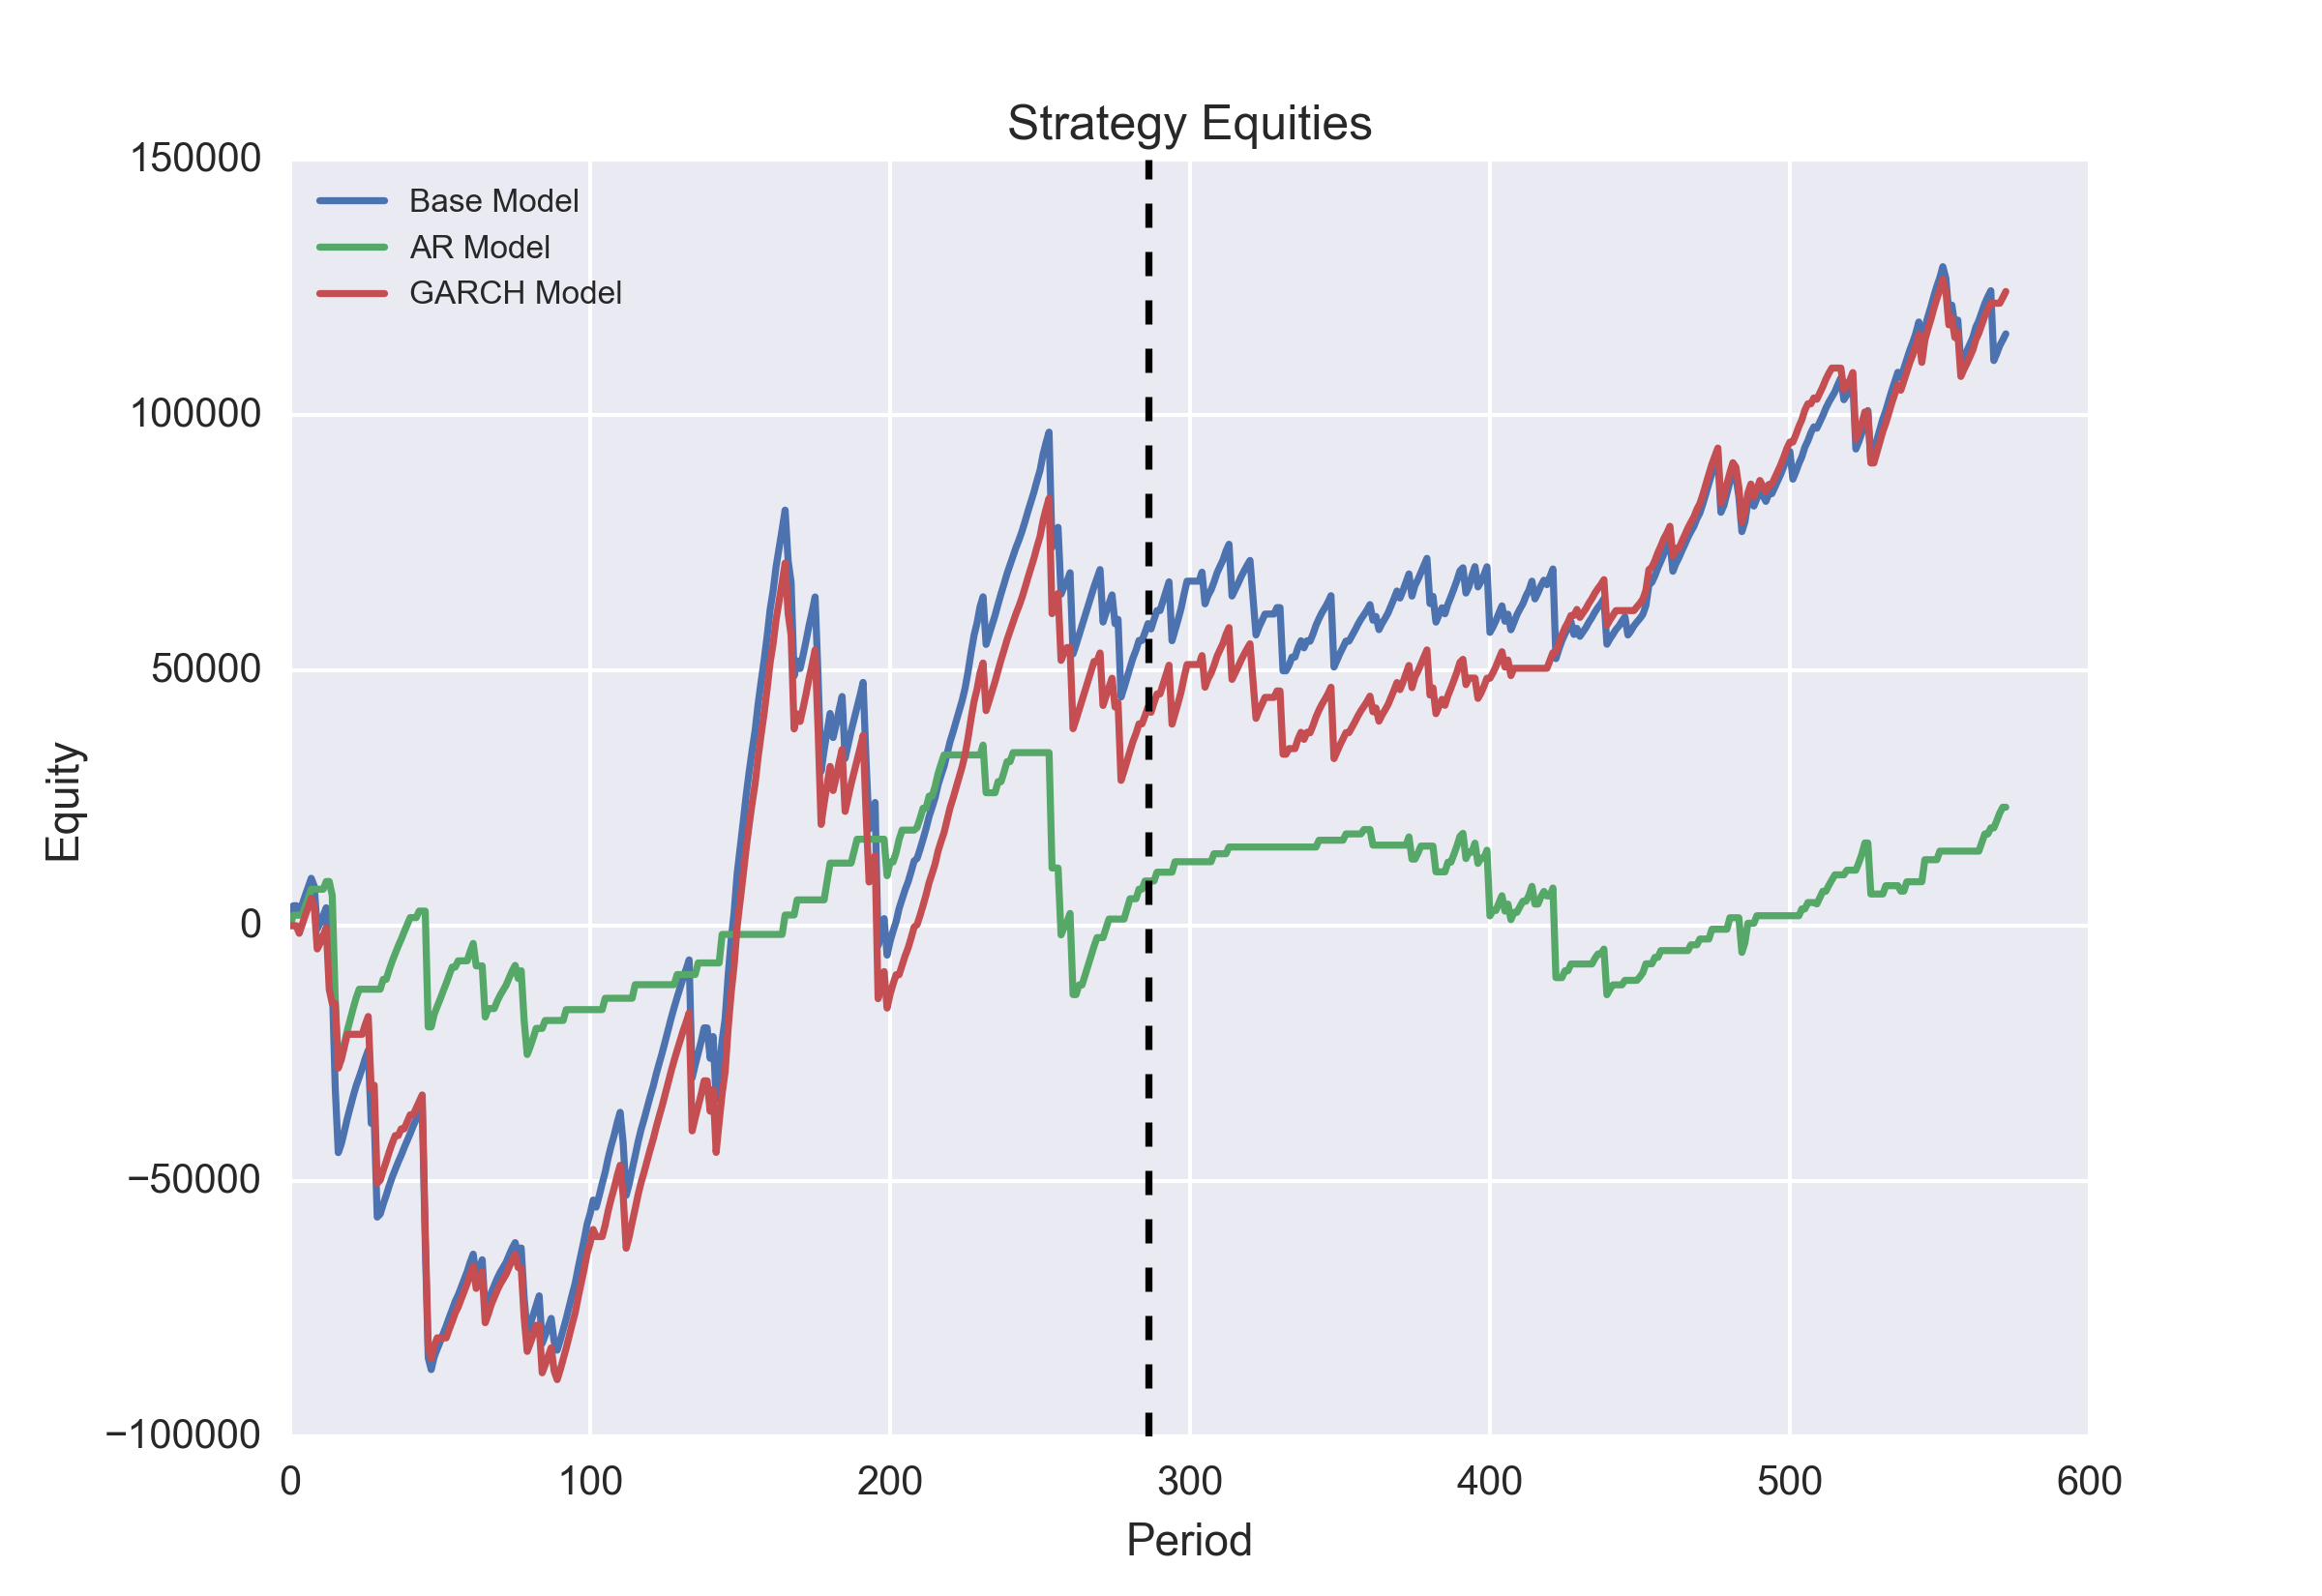 Strategy Equities
150000
100000
50000
0
−50000
−100000
Equity
Base Model
AR Model
GARCH Model
0 100 200 300 400 500 600
Period